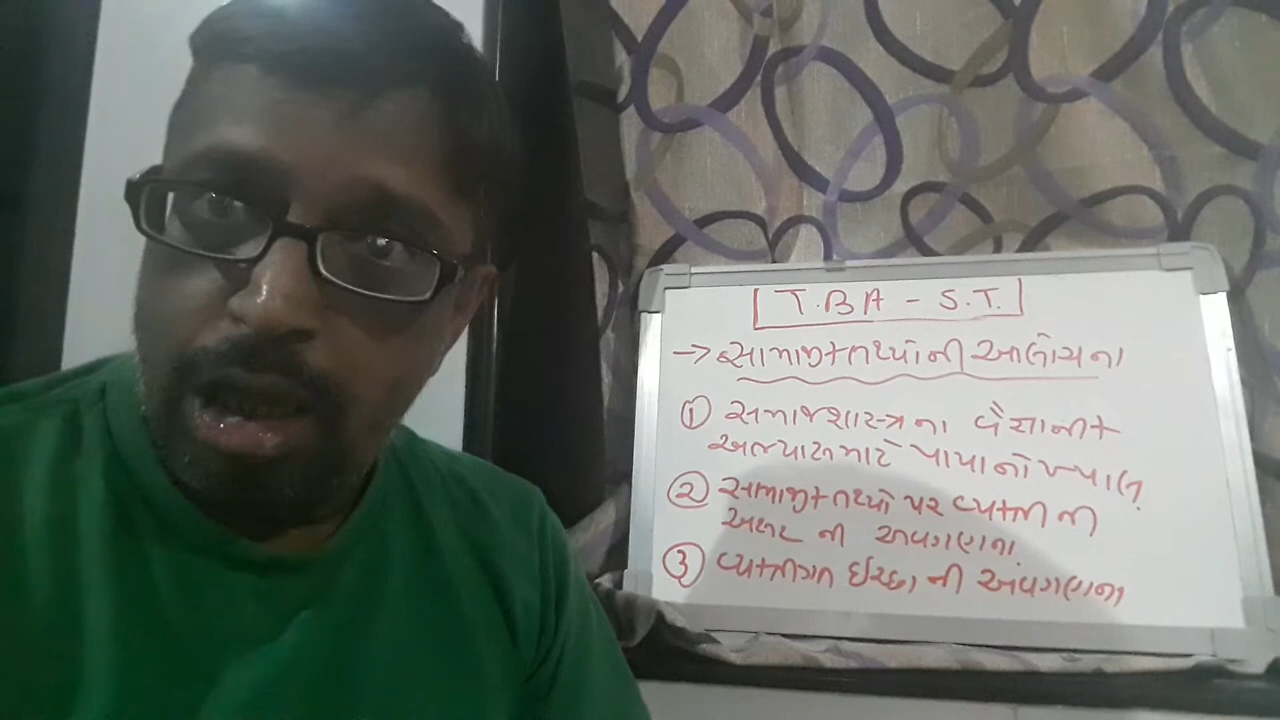 T.BA - S.T.
→ સામાજીક તથ્યોની આલોચના
① સમાજશાસ્ત્રના વૈજ્ઞાનીક
અભ્યાસ માટે પાયાનો ખ્યાલ.
② સામાજીક તથ્યો પર વ્યક્તી ની
અસર ની અવગણના
③ વ્યક્તીગત ઈચ્છા ની અવગણના